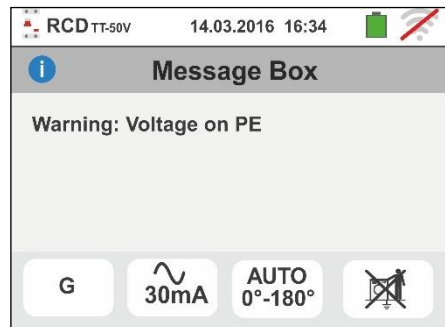 RCD TT-50V 14.03.2016 16:34
i Message Box
Warning: Voltage on PE
G 30mA AUTO 0°-180°